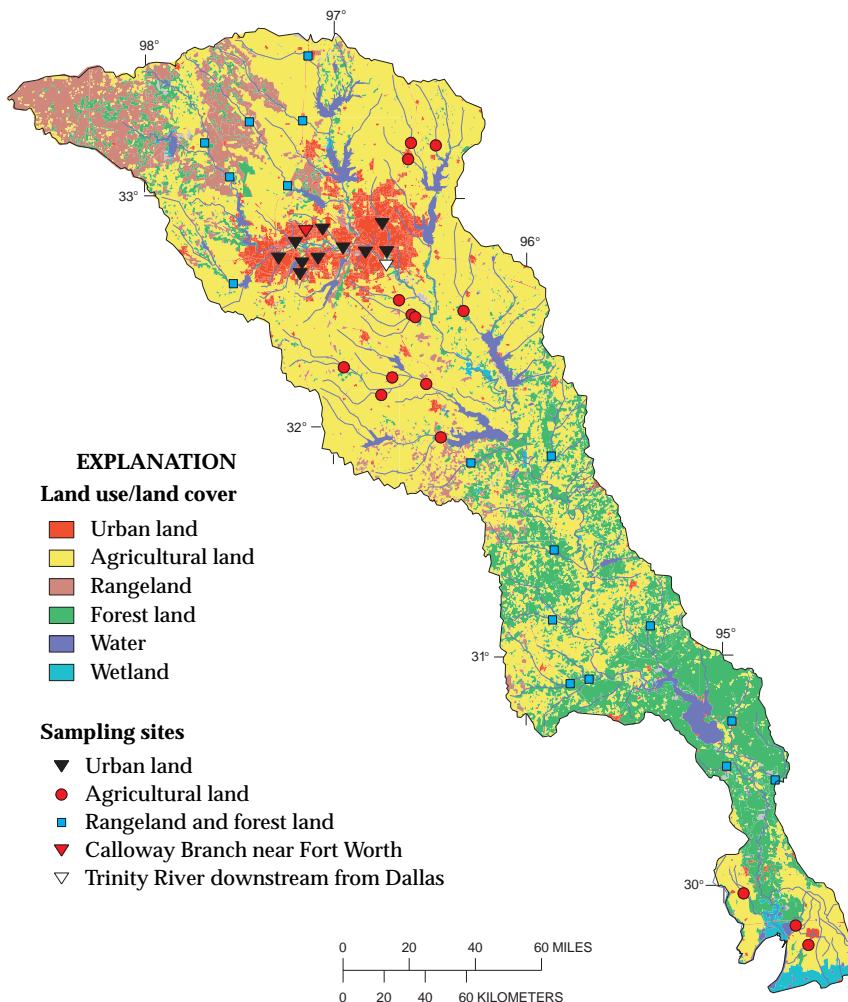 97°
98°
33°
96°
32°
EXPLANATION
Land use/land cover
Urban land
Agricultural land
Rangeland
Forest land
Water
Wetland
95°
31°
Sampling sites
Urban land
Agricultural land
Rangeland and forest land
Calloway Branch near Fort Worth
Trinity River downstream from Dallas
30°
0 20 40 60 MILES
0 20 40 60 KILOMETERS